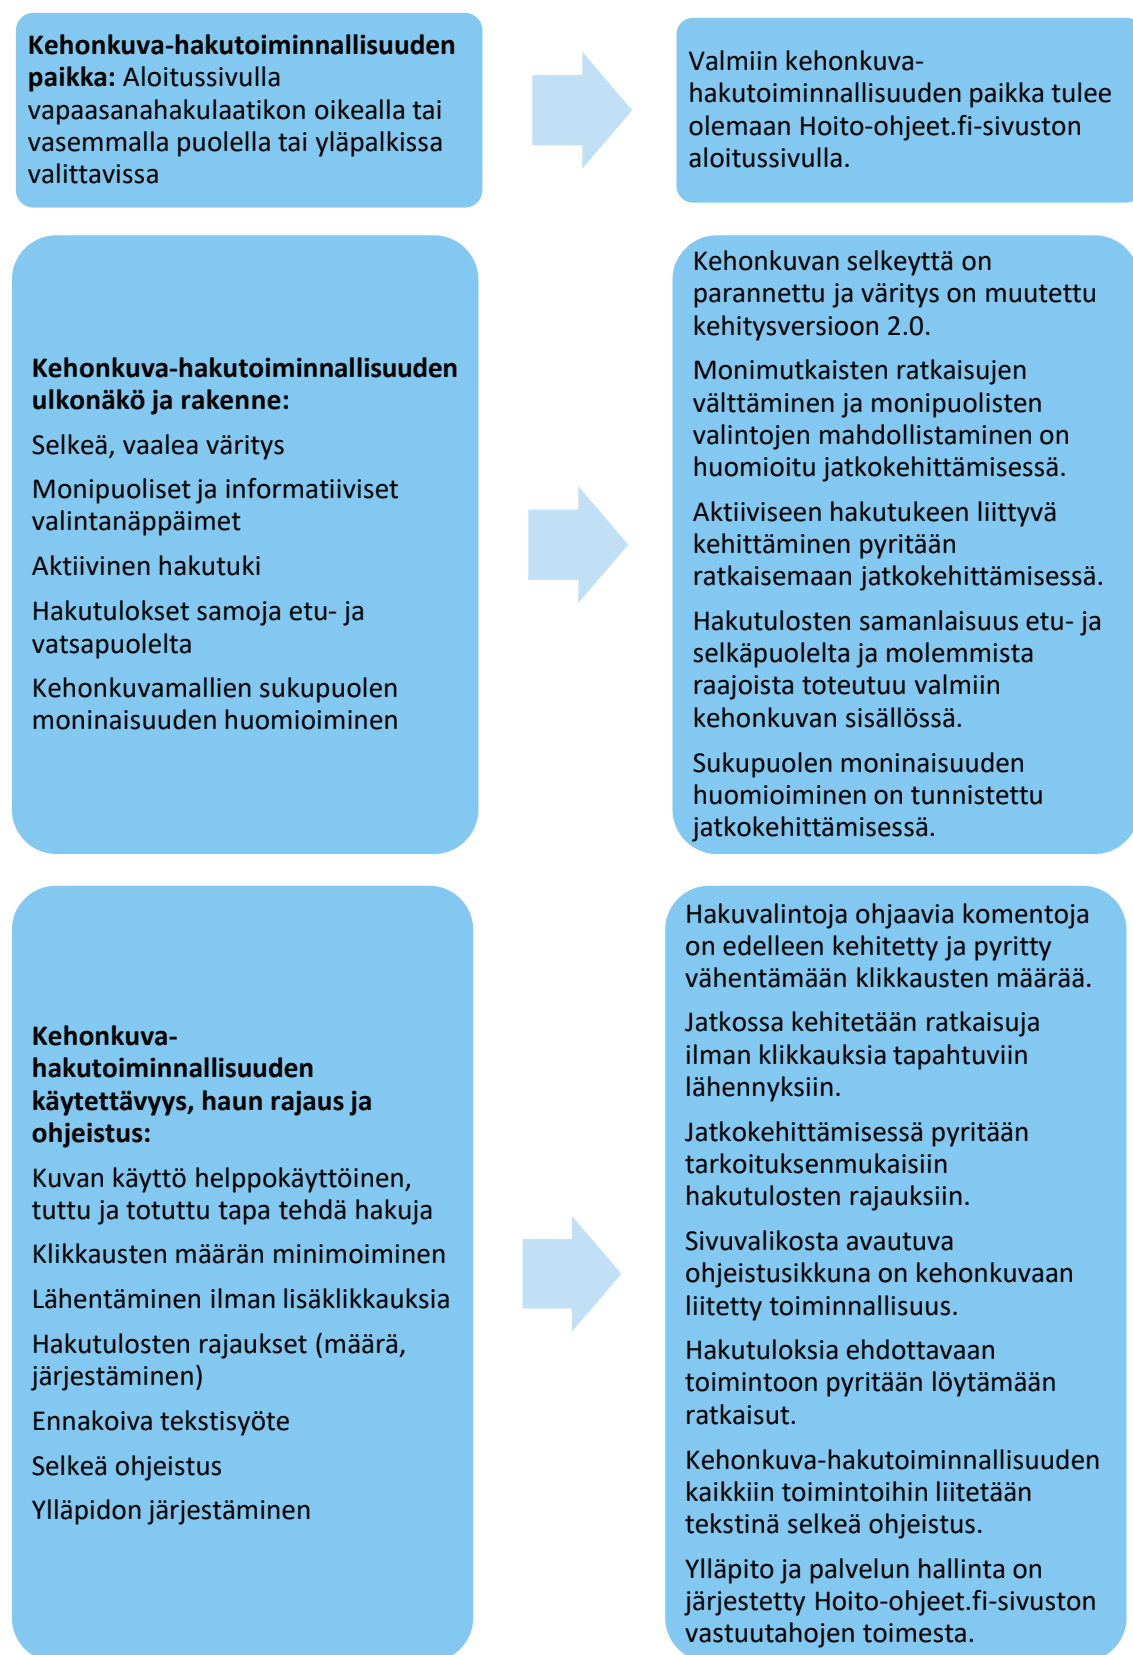 Kehonkuva-hakutoiminnallisuuden
paikka: Aloitussivulla
vapaasanahakulaatikon oikealla tai
vasemmalla puolella tai yläpalkissa
valittavissa
Valmiin kehonkuva-
hakutoiminnallisuuden paikka tulee
olemaan Hoito-ohjeet.fi-sivuston
aloitussivulla.
Kehonkuva-hakutoiminnallisuuden
ulkonäkö ja rakenne:
Selkeä, vaalea väritys
Monipuoliset ja informatiiviset
valintanäppäimet
Aktiivinen hakutuki
Hakutulokset samoja etu- ja
vatsapuolelta
Kehonkuvamallien sukupuolen
moninaisuuden huomioiminen
Kehonkuvan selkeyttä on
parannettu ja väritys on muutettu
kehitysversioon 2.0.
Monimutkaisten ratkaisujen
välttäminen ja monipuolisten
valintojen mahdollistaminen on
huomioitu jatkokehittämisessä.
Aktiiviseen hakutukeen liittyvä
kehittäminen pyritään
ratkaisemaan jatkokehittämisessä.
Hakutulosten samanlaisuus etu- ja
selkäpuolelta ja molemmista
raajoista toteutuu valmiin
kehonkuvan sisällössä.
Sukupuolen moninaisuuden
huomioiminen on tunnistettu
jatkokehittämisessä.
Kehonkuva-
hakutoiminnallisuuden
käytettävyys, haun rajaus ja
ohjeistus:
Kuvan käyttö helppokäyttöinen,
tuttu ja totuttu tapa tehdä hakuja
Klikkausten määrän minimoiminen
Lähentäminen ilman lisäklikkauksia
Hakutulosten rajaukset (määrä,
järjestäminen)
Ennakoiva tekstisyöte
Selkeä ohjeistus
Ylläpidon järjestäminen
Hakuvalintoja ohjaavia komentoja
on edelleen kehitetty ja pyritty
vähentämään klikkausten määrää.
Jatkossa kehitetään ratkaisuja
ilman klikkauksia tapahtuviin
lähennyksiin.
Jatkokehittämisessä pyritään
tarkoituksenmukaisiin
hakutulosten rajauksiin.
Sivuvalikosta avautuva
ohjeistusikkuna on kehonkuvaan
liitetty toiminnallisuus.
Hakutuloksia ehdottavaan
toimintoon pyritään löytämään
ratkaisut.
Kehonkuva-hakutoiminnallisuuden
kaikkiin toimintoihin liitetään
tekstinä selkeä ohjeistus.
Ylläpito ja palvelun hallinta on
järjestetty Hoito-ohjeet.fi-sivuston
vastuutahojen toimesta.